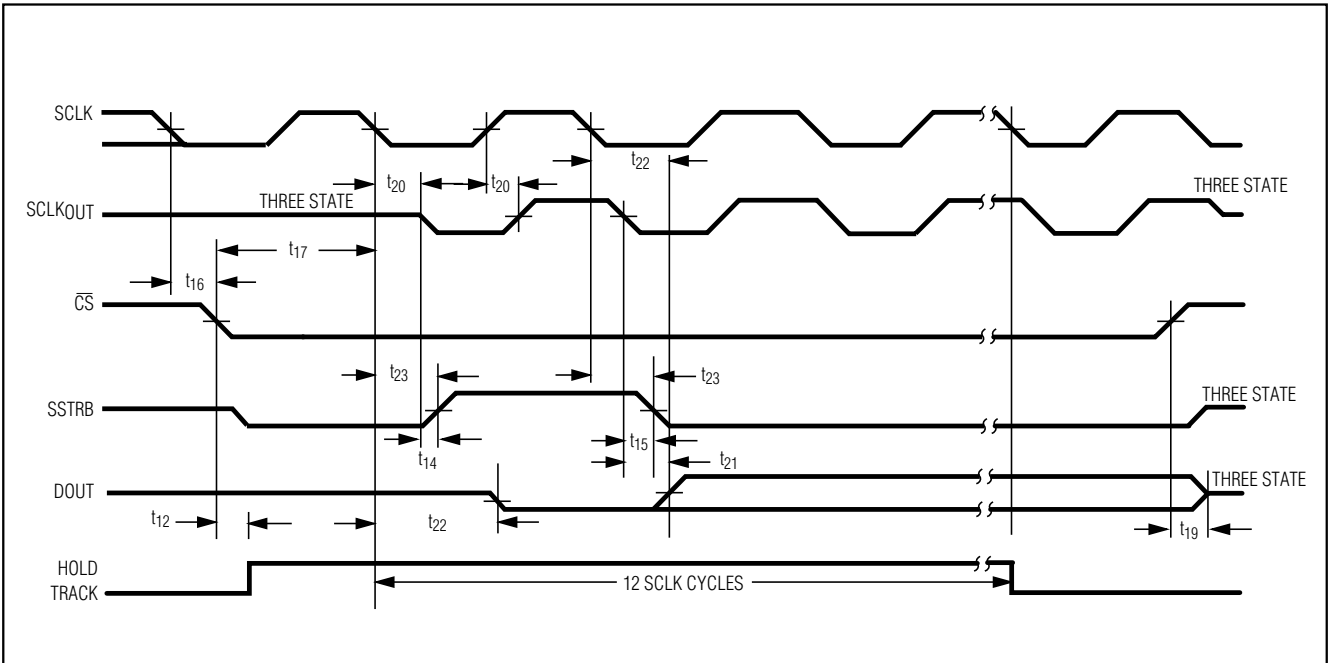 SCLK
t22
t20
t20
THREE STATE
THREE STATE
SCLKOUT
t17
t16
CS
t23
t23
THREE STATE
SSTRB
t15
t14
t21
DOUT
THREE STATE
t12
t22
t19
HOLD
12 SCLK CYCLES
TRACK